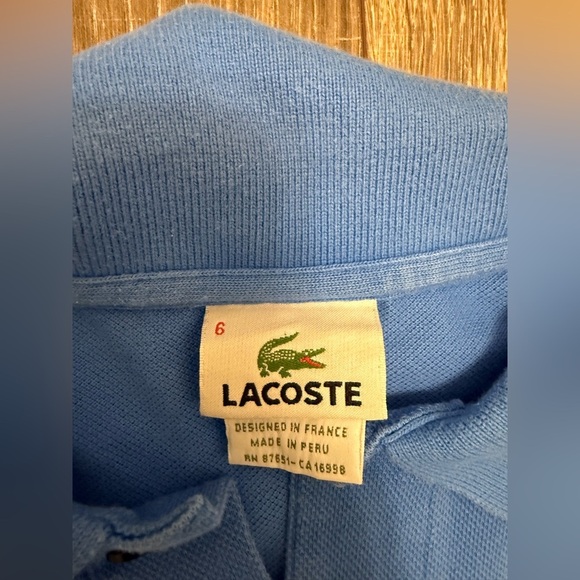 6
LACOSTE
DESIGNED IN FRANCE
MADE IN PERU
RN 87651-CA16998